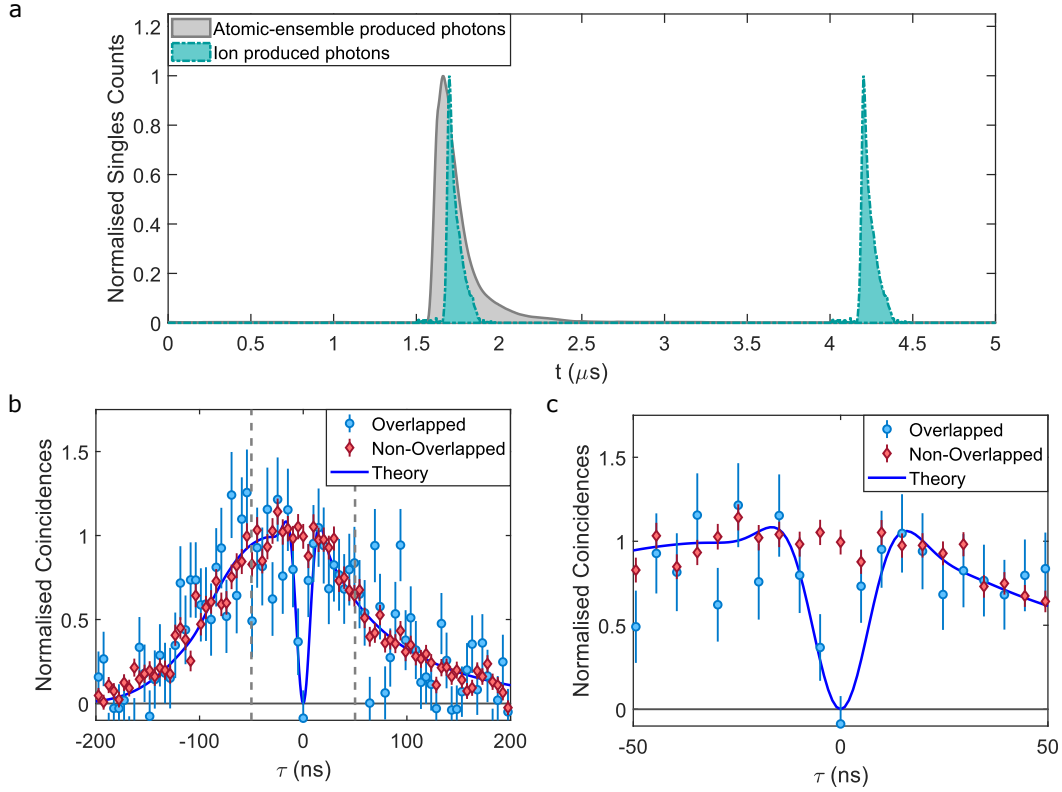 a
Atomic-ensemble produced photons
Ion produced photons
Normalised Singles Counts
1.2
1
0.8
0.6
0.4
0.2
0
0 0.5 1 1.5 2 2.5 3 3.5 4 4.5 5
t (μs)
b
Overlapped
Non-Overlapped
Theory
Normalised Coincidences
1.5
1
0.5
0
-200 -100 0 100 200
τ (ns)
c
Overlapped
Non-Overlapped
Theory
Normalised Coincidences
1.5
1
0.5
0
-50 0 50
τ (ns)